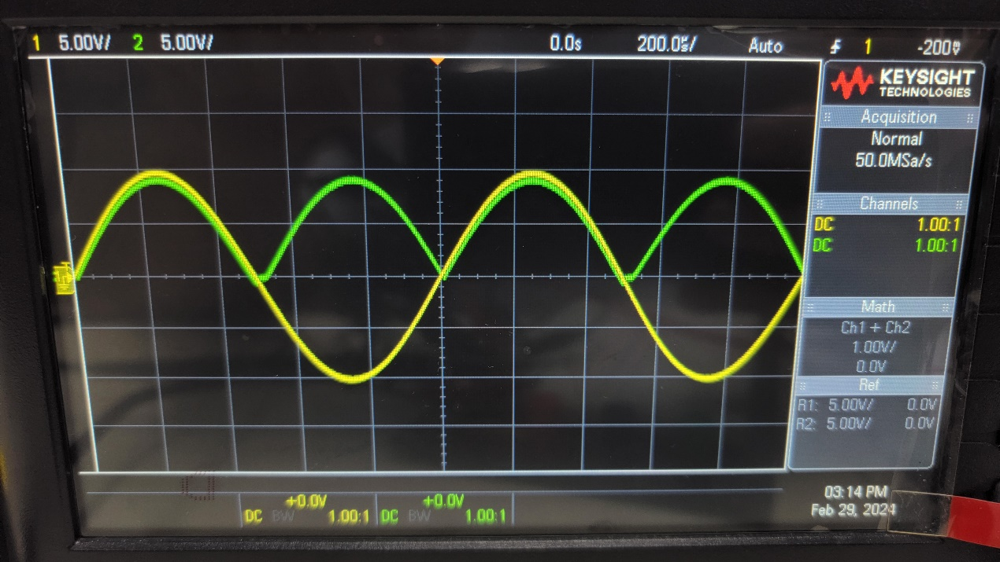 1 5.00V/ 2 5.00V/ 0.0s 200.0µs/ Auto 1 -200mV
KEYSIGHT
TECHNOLOGIES
Acquisition
Normal
50.0MSa/s
Channels
DC 1.00:1
DC 1.00:1
Math
Ch1 + Ch2
1.00V/
0.0V
Ref
R1: 5.00V/ 0.0V
R2: 5.00V/ 0.0V
+0.0V +0.0V
DC BW 1.00:1 DC BW 1.00:1
03:14 PM
Feb 29, 2024